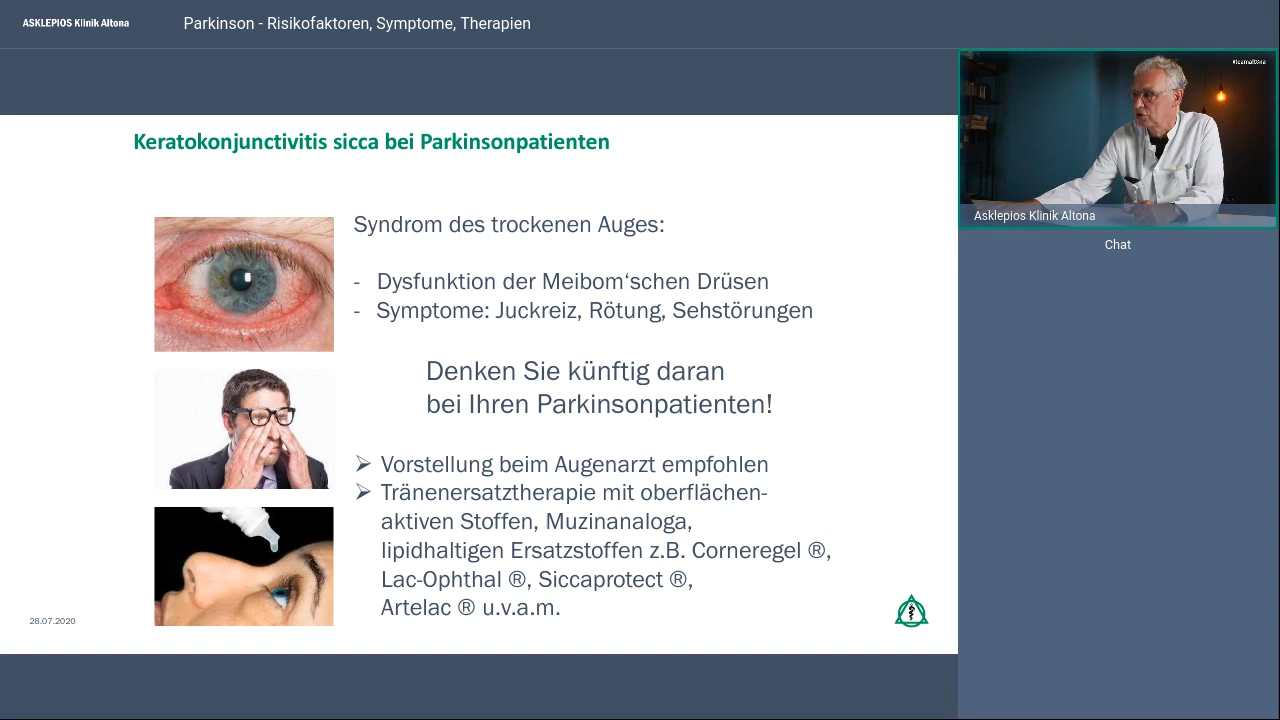 ASKLEPIOS Klinik Altona
Parkinson - Risikofaktoren, Symptome, Therapien
#teamaltona
Asklepios Klinik Altona
Chat
Keratokonjunctivitis sicca bei Parkinsonpatienten
Syndrom des trockenen Auges:
- Dysfunktion der Meibom‘schen Drüsen
- Symptome: Juckreiz, Rötung, Sehstörungen
Denken Sie künftig daran
bei Ihren Parkinsonpatienten!
➢ Vorstellung beim Augenarzt empfohlen
➢ Tränenersatztherapie mit oberflächen-
aktiven Stoffen, Muzinanaloga,
lipidhaltigen Ersatzstoffen z.B. Corneregel ®,
Lac-Ophthal ®, Siccaprotect ®,
Artelac ® u.v.a.m.
28.07.2020